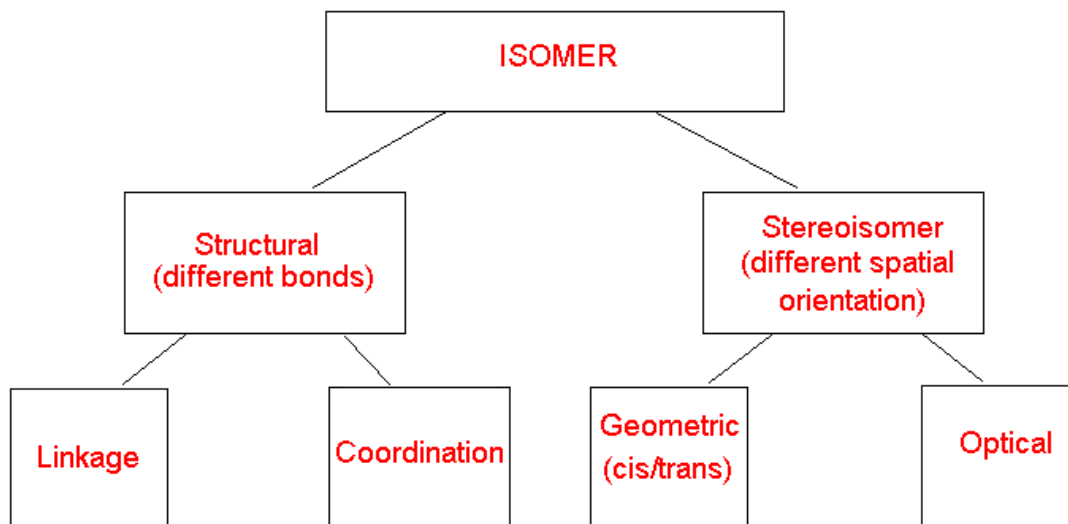 ISOMER
Structural
(different bonds)
Stereoisomer
(different spatial
orientation)
Linkage
Coordination
Geometric
(cis/trans)
Optical